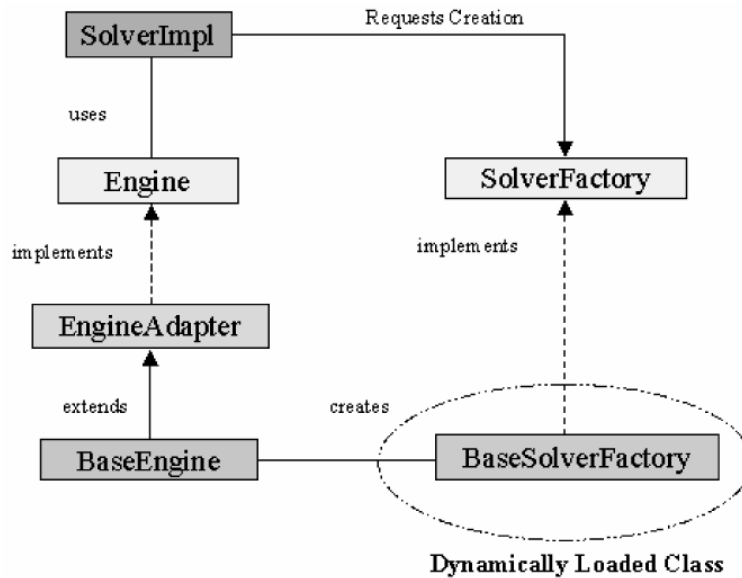 Requests Creation
SolverImpl
uses
Engine
SolverFactory
implements
implements
EngineAdapter
extends
creates
BaseEngine
BaseSolverFactory
Dynamically Loaded Class